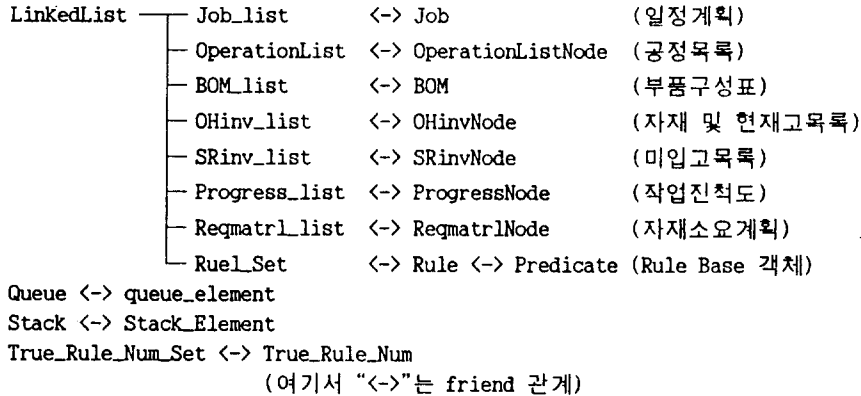 LinkedList ─┬─ Job_list <-> Job (일정계획)
├─ OperationList <-> OperationListNode (공정목록)
├─ BOM_list <-> BOM (부품구성표)
├─ OHinv_list <-> OHinvNode (자재 및 현재고목록)
├─ SRinv_list <-> SRinvNode (미입고목록)
├─ Progress_list <-> ProgressNode (작업진척도)
├─ Reqmatrl_list <-> ReqmatrlNode (자재소요계획)
└─ Ruel_Set <-> Rule <-> Predicate (Rule Base 객체)
Queue <-> queue_element
Stack <-> Stack_Element
True_Rule_Num_Set <-> True_Rule_Num
(여기서 “<->”는 friend 관계)